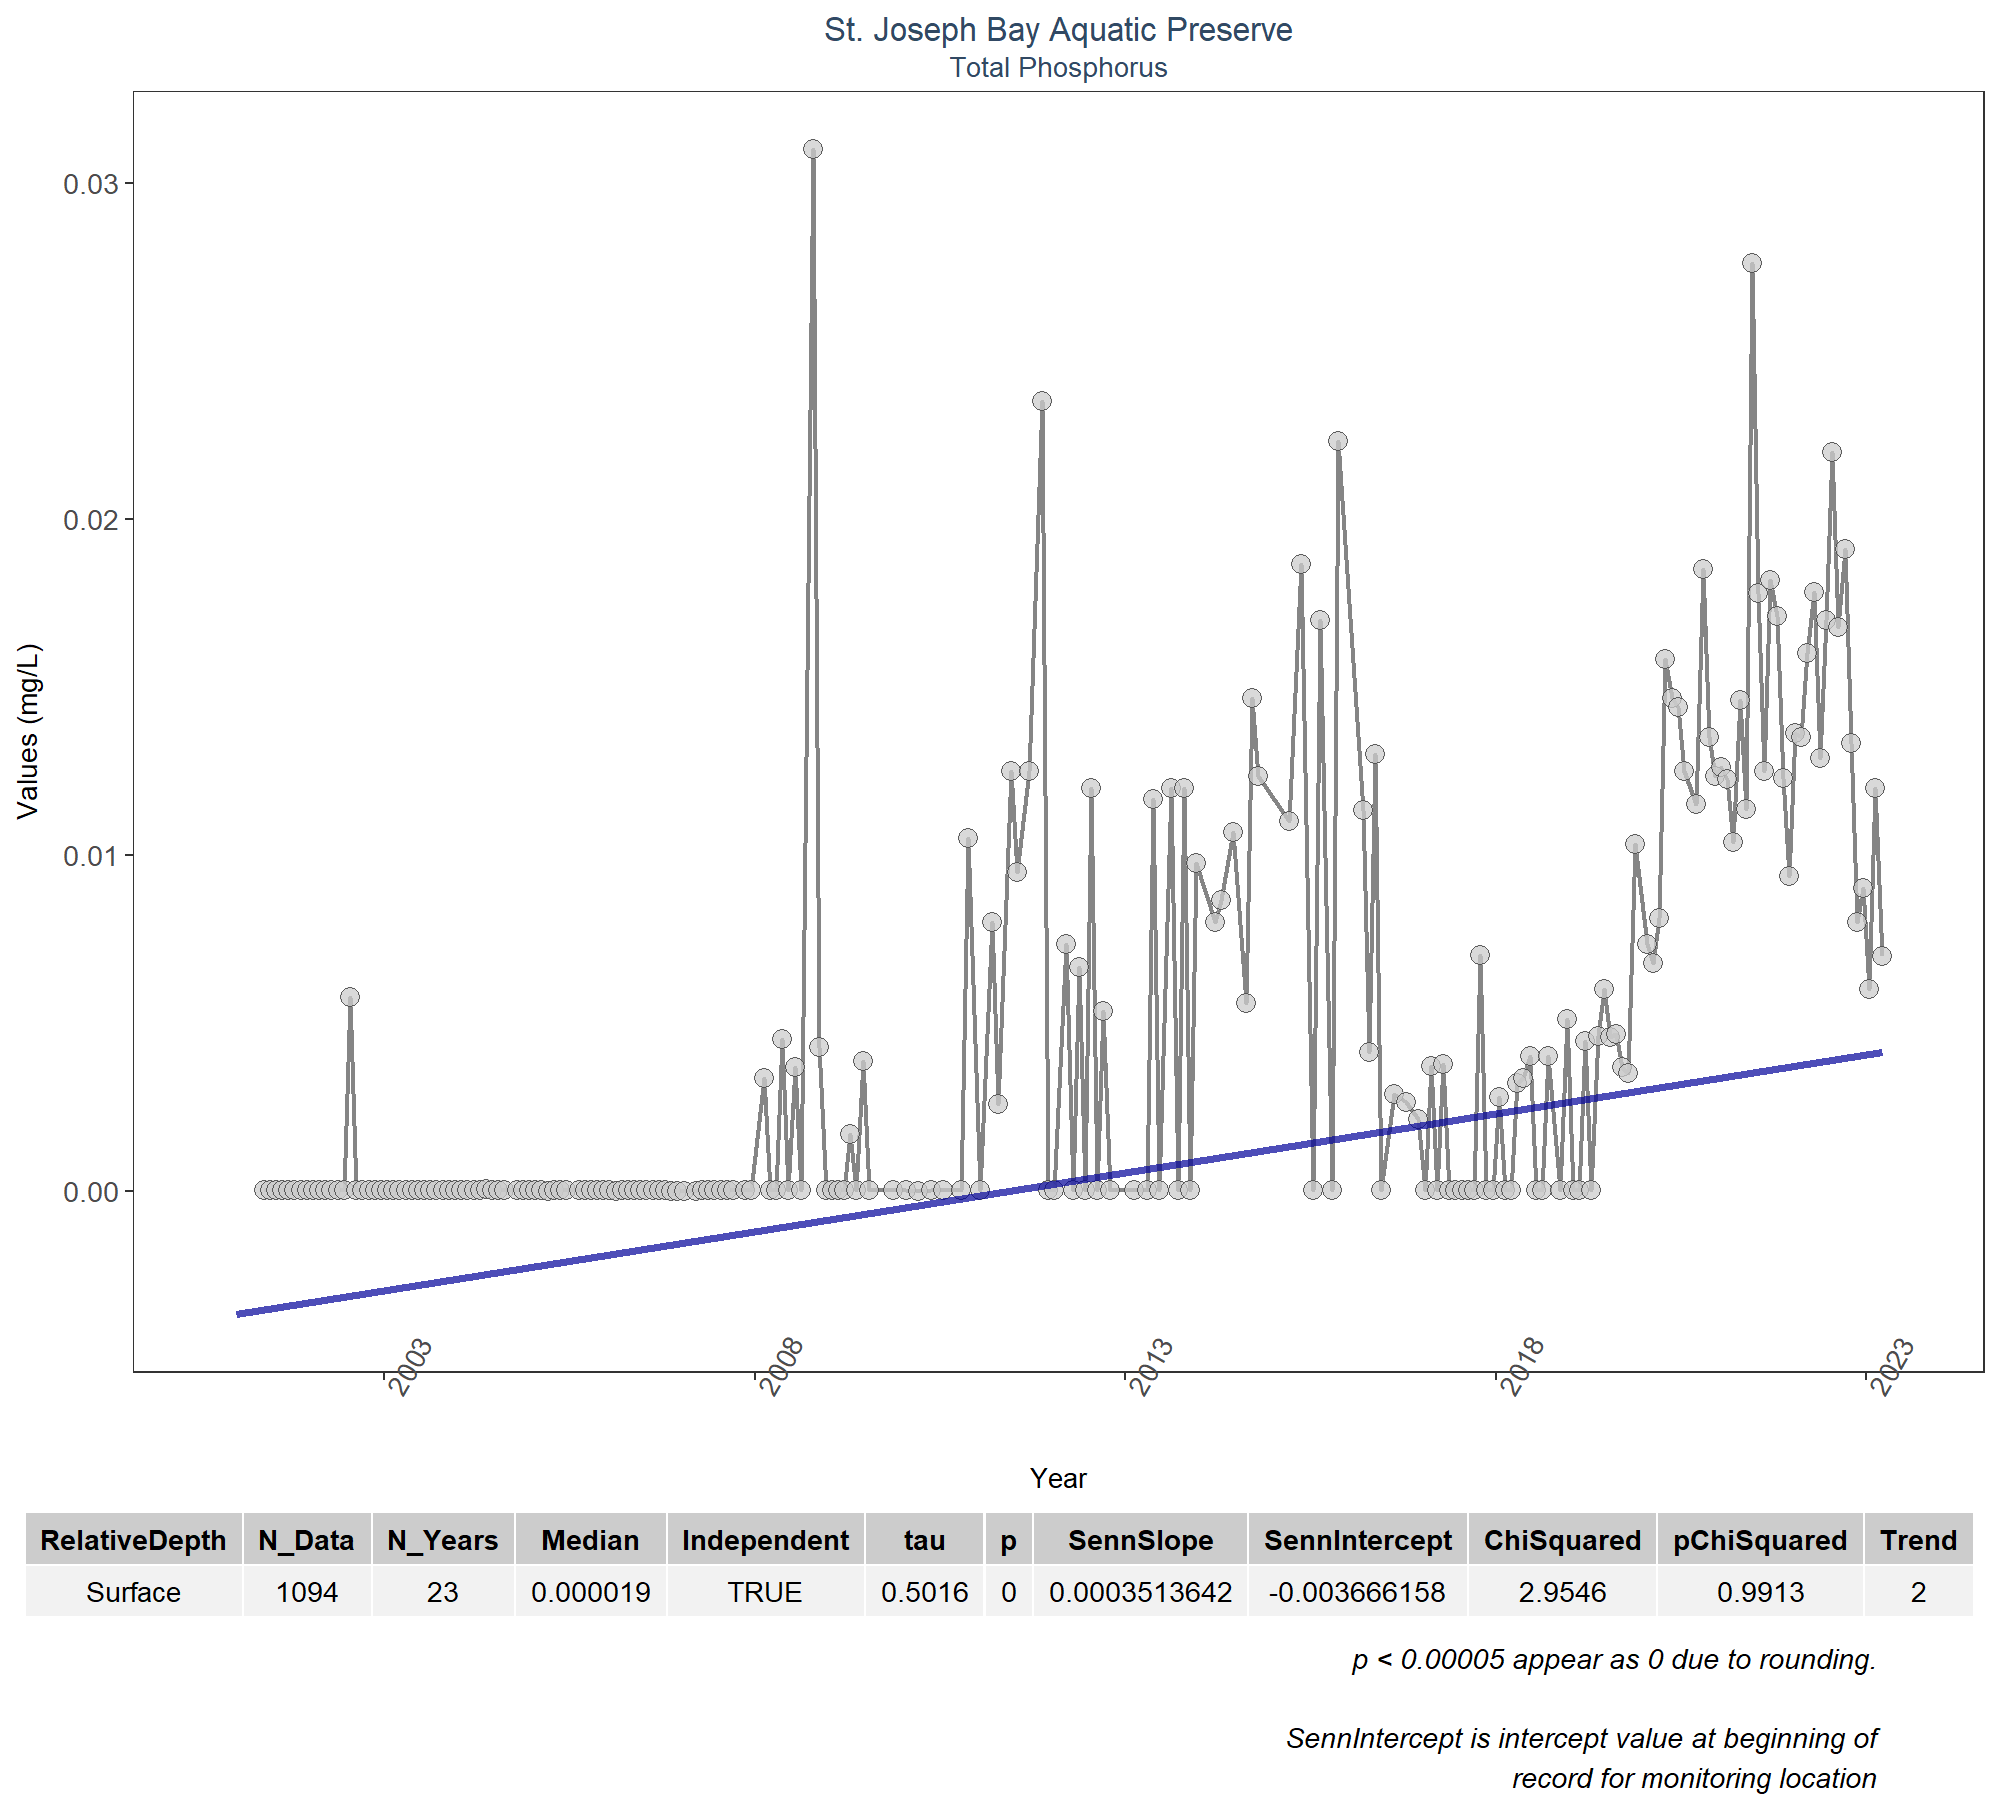 St. Joseph Bay Aquatic Preserve
Total Phosphorus
0.03
0.02
0.01
0.00
Values (mg/L)
2003
2008
2013
2018
2023
Year
RelativeDepth N_Data N_Years Median Independent tau p SennSlope SennIntercept ChiSquared pChiSquared Trend
Surface 1094 23 0.000019 TRUE 0.5016 0 0.0003513642 -0.003666158 2.9546 0.9913 2
p < 0.00005 appear as 0 due to rounding.
SennIntercept is intercept value at beginning of
record for monitoring location